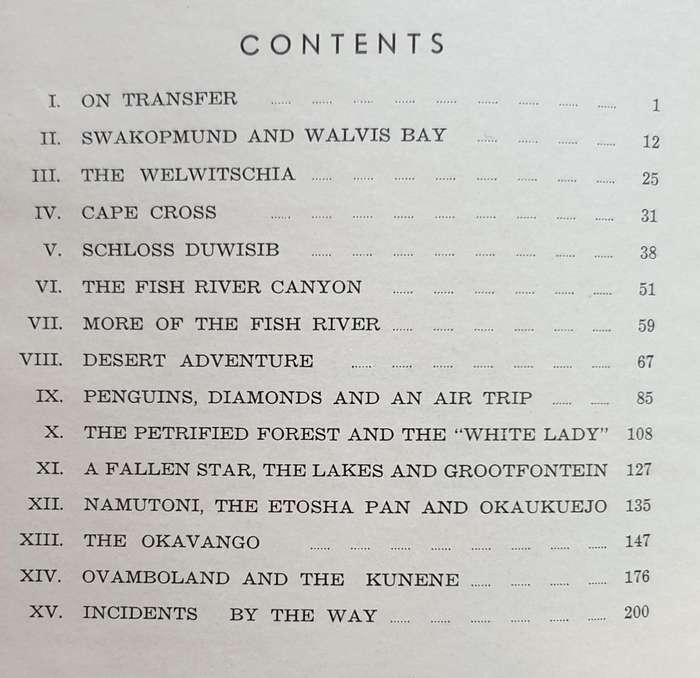 CONTENTS
I. ON TRANSFER ...... ...... ...... ...... ...... ...... ...... ...... ...... 1
II. SWAKOPMUND AND WALVIS BAY ...... ...... ...... ...... 12
III. THE WELWITSCHIA ...... ...... ...... ...... ...... ...... ...... ...... 25
IV. CAPE CROSS ...... ...... ...... ...... ...... ...... ...... ...... ...... 31
V. SCHLOSS DUWISIB ...... ...... ...... ...... ...... ...... ...... ...... 38
VI. THE FISH RIVER CANYON ...... ...... ...... ...... ...... ...... 51
VII. MORE OF THE FISH RIVER ...... ...... ...... ...... ...... ...... 59
VIII. DESERT ADVENTURE ...... ...... ...... ...... ...... ...... ...... 67
IX. PENGUINS, DIAMONDS AND AN AIR TRIP ...... ...... 85
X. THE PETRIFIED FOREST AND THE “WHITE LADY” 108
XI. A FALLEN STAR, THE LAKES AND GROOTFONTEIN 127
XII. NAMUTONI, THE ETOSHA PAN AND OKAUKUEJO 135
XIII. THE OKAVANGO ...... ...... ...... ...... ...... ...... ...... ...... 147
XIV. OVAMBOLAND AND THE KUNENE ...... ...... ...... ...... 176
XV. INCIDENTS BY THE WAY ...... ...... ...... ...... ...... ...... 200